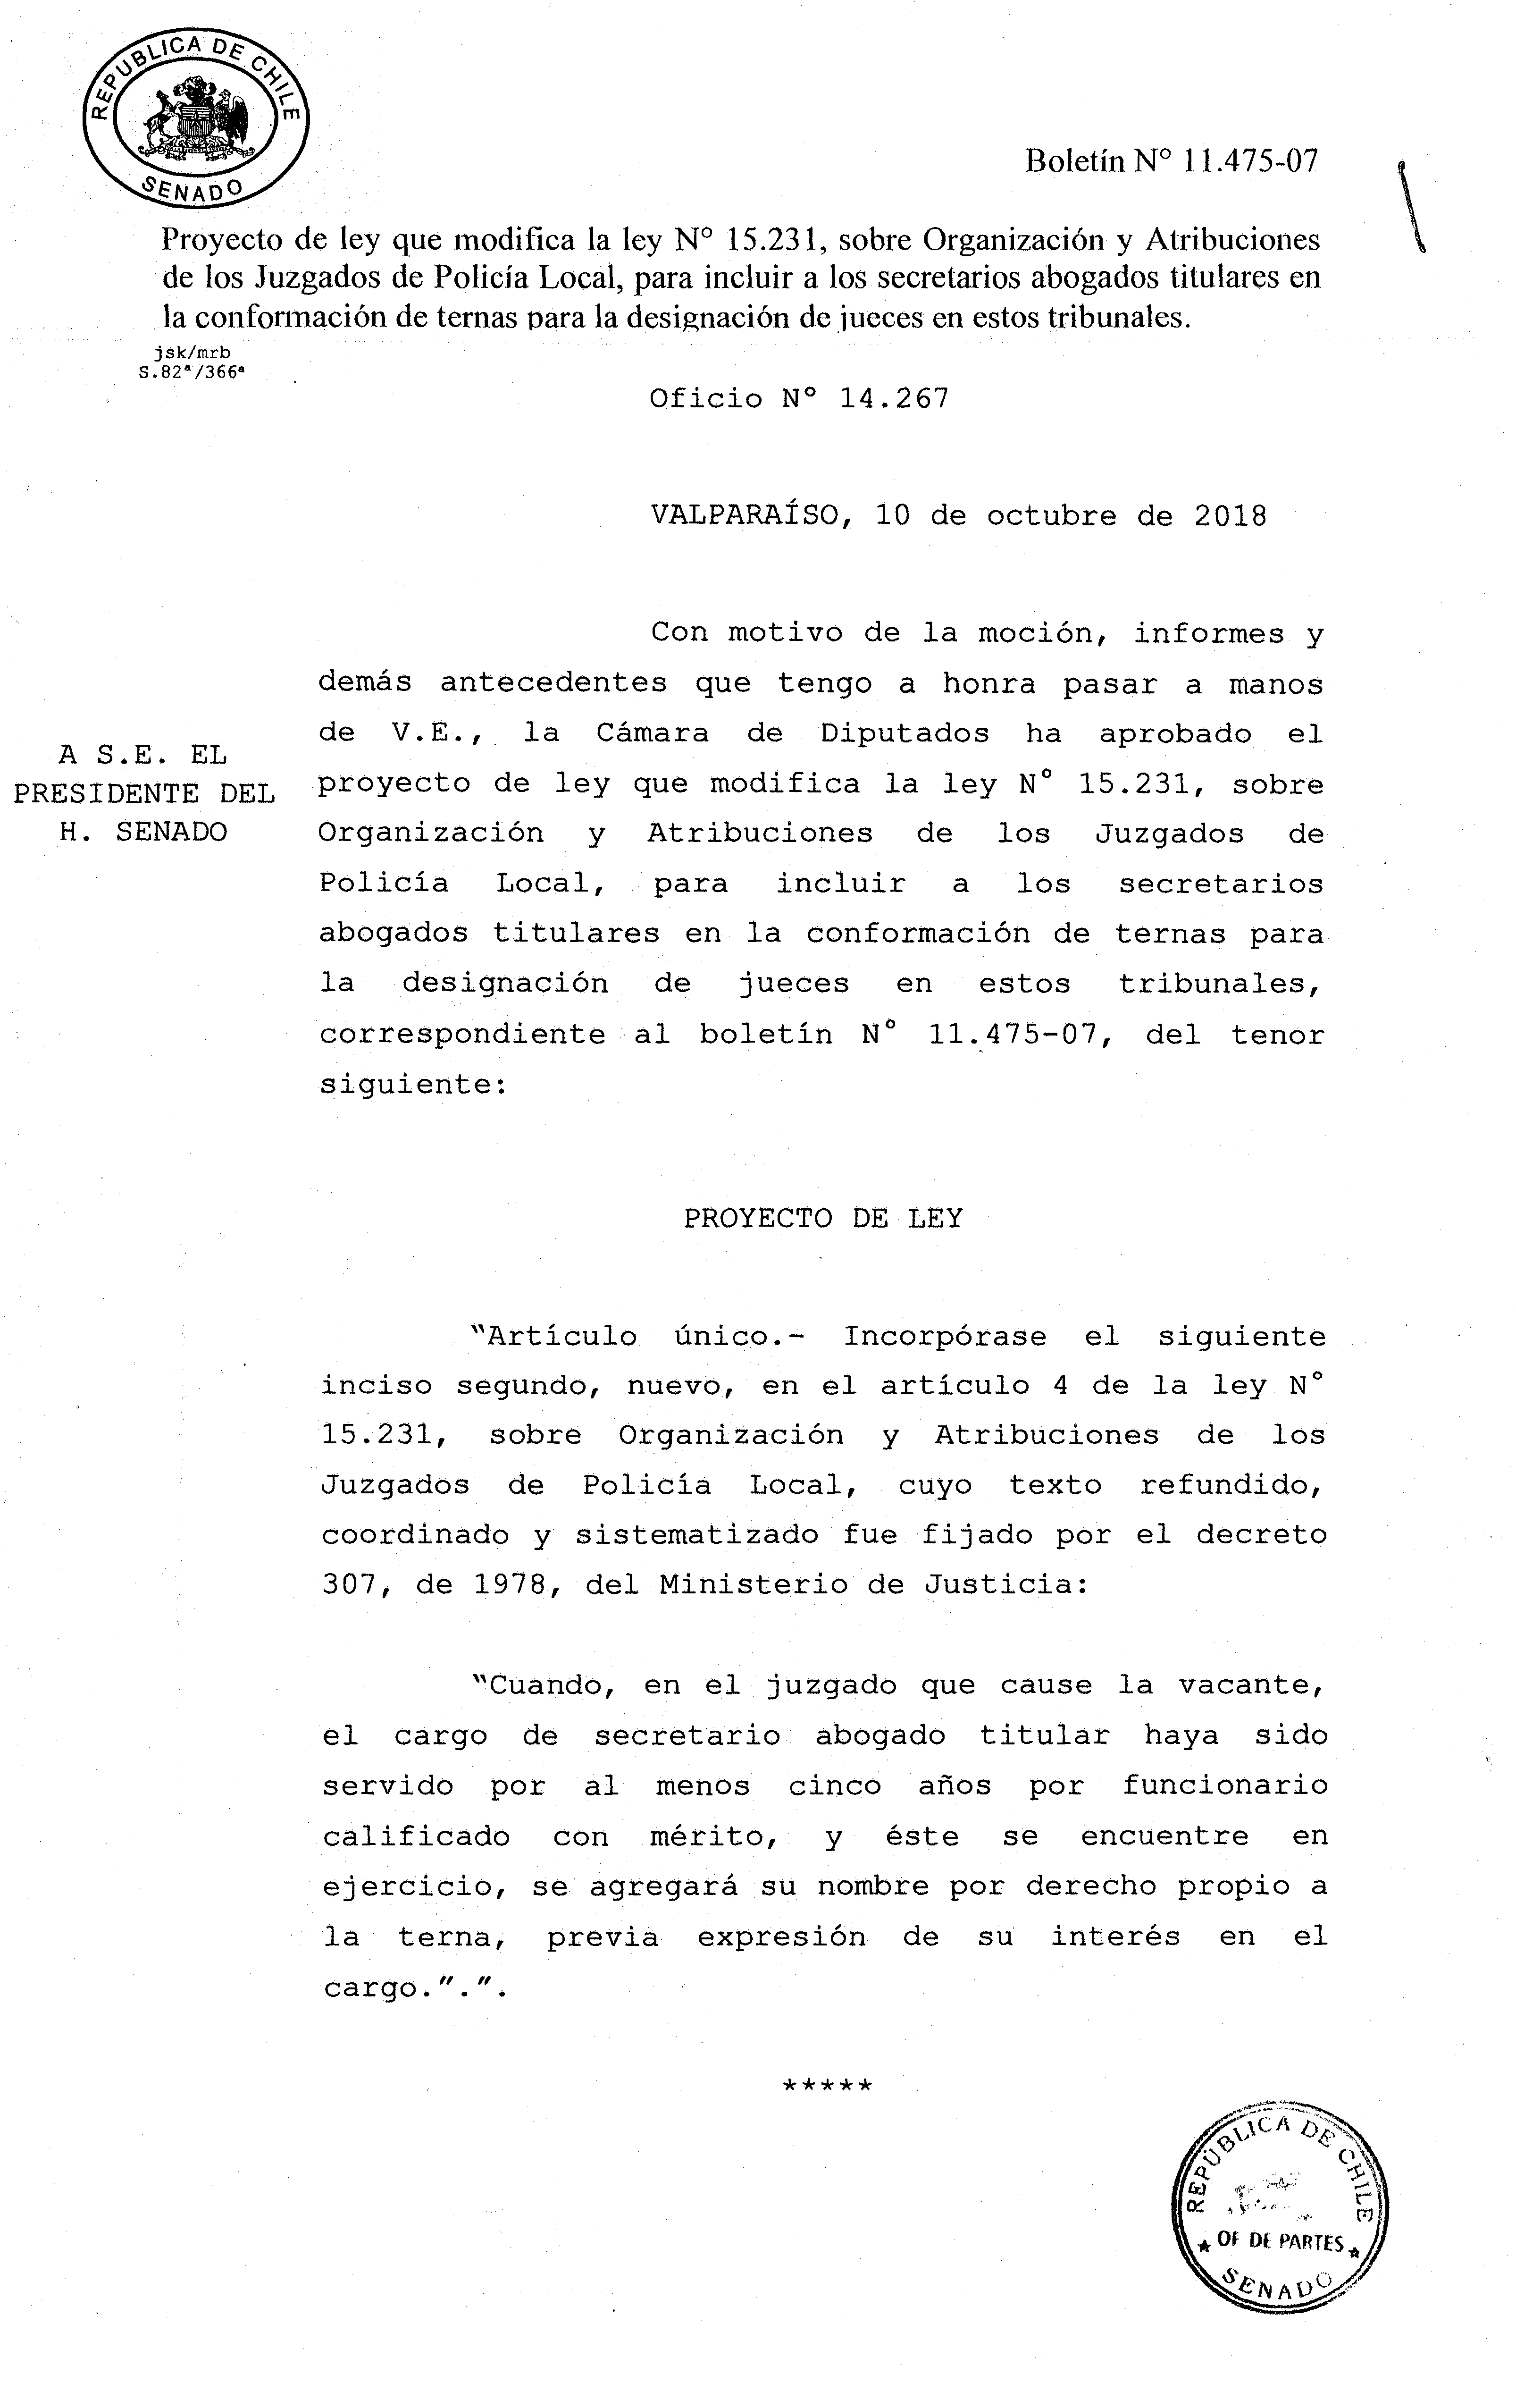 REPUBLICA DE CHILE
SENADO
Boletín N° 11.475-07
Proyecto de ley que modifica la ley N° 15.231, sobre Organización y Atribuciones
de los Juzgados de Policía Local, para incluir a los secretarios abogados titulares en
la conformación de ternas para la designación de jueces en estos tribunales.
jsk/mrb
S.82ª/366ª
Oficio N° 14.267
VALPARAÍSO, 10 de octubre de 2018
A S.E. EL
PRESIDENTE DEL
H. SENADO
Con motivo de la moción, informes y
demás antecedentes que tengo a honra pasar a manos
de V.E., la Cámara de Diputados ha aprobado el
proyecto de ley que modifica la ley N° 15.231, sobre
Organización y Atribuciones de los Juzgados de
Policía Local, para incluir a los secretarios
abogados titulares en la conformación de ternas para
la designación de jueces en estos tribunales,
correspondiente al boletín N° 11.475-07, del tenor
siguiente:
PROYECTO DE LEY
"Artículo único.- Incorpórase el siguiente
inciso segundo, nuevo, en el artículo 4 de la ley N°
15.231, sobre Organización y Atribuciones de los
Juzgados de Policía Local, cuyo texto refundido,
coordinado y sistematizado fue fijado por el decreto
307, de 1978, del Ministerio de Justicia:
"Cuando, en el juzgado que cause la vacante,
el cargo de secretario abogado titular haya sido
servido por al menos cinco años por funcionario
calificado con mérito, y éste se encuentre en
ejercicio, se agregará su nombre por derecho propio a
la terna, previa expresión de su interés en el
cargo.".".
*****
REPÚBLICA DE CHILE
OF DE PARTES
SENADO